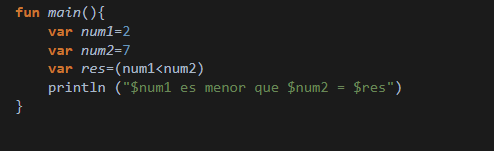 fun main(){
    var num1=2
    var num2=7
    var res=(num1<num2)
    println ("$num1 es menor que $num2 = $res")
}